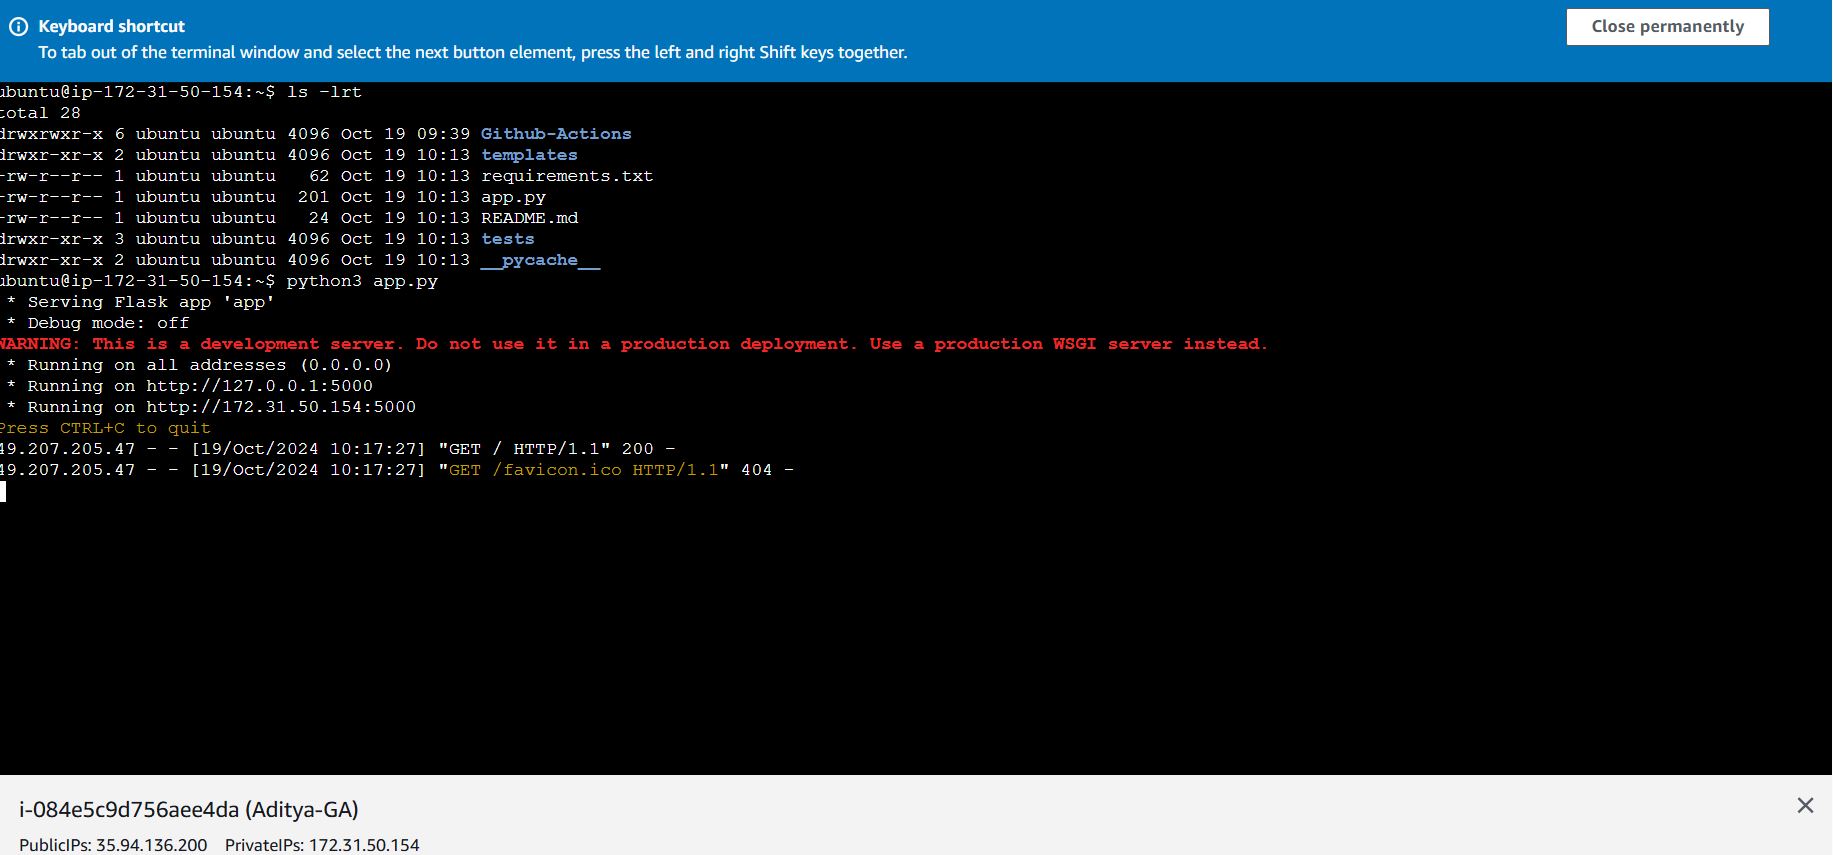 Keyboard shortcut
Close permanently
To tab out of the terminal window and select the next button element, press the left and right Shift keys together.
ubuntu@ip-172-31-50-154:~$ ls -lrt
total 28
drwxrwxr-x 6 ubuntu ubuntu 4096 Oct 19 09:39 Github-Actions
drwxr-xr-x 2 ubuntu ubuntu 4096 Oct 19 10:13 templates
-rw-r--r-- 1 ubuntu ubuntu   62 Oct 19 10:13 requirements.txt
-rw-r--r-- 1 ubuntu ubuntu  201 Oct 19 10:13 app.py
-rw-r--r-- 1 ubuntu ubuntu   24 Oct 19 10:13 README.md
drwxr-xr-x 3 ubuntu ubuntu 4096 Oct 19 10:13 tests
drwxr-xr-x 2 ubuntu ubuntu 4096 Oct 19 10:13 __pycache__
ubuntu@ip-172-31-50-154:~$ python3 app.py
* Serving Flask app 'app'
* Debug mode: off
WARNING: This is a development server. Do not use it in a production deployment. Use a production WSGI server instead.
* Running on all addresses (0.0.0.0)
* Running on http://127.0.0.1:5000
* Running on http://172.31.50.154:5000
Press CTRL+C to quit
49.207.205.47 - - [19/Oct/2024 10:17:27] "GET / HTTP/1.1" 200 -
49.207.205.47 - - [19/Oct/2024 10:17:27] "GET /favicon.ico HTTP/1.1" 404 -
i-084e5c9d756aee4da (Aditya-GA)
PublicIPs: 35.94.136.200 PrivateIPs: 172.31.50.154